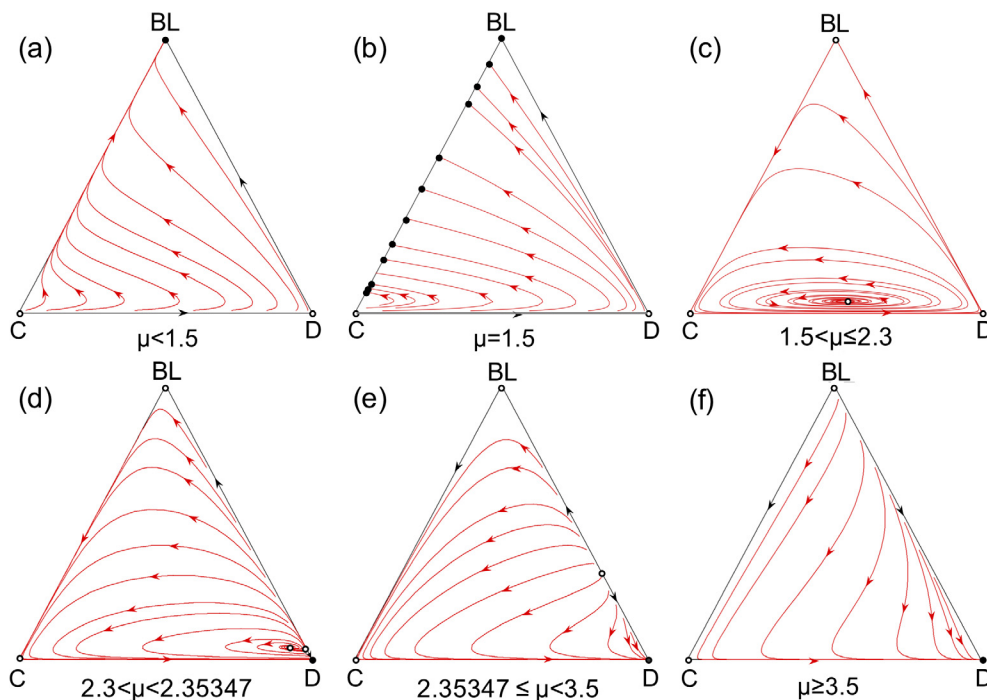 (a) BL
C D
μ<1.5
(b) BL
C D
μ=1.5
(c) BL
C D
1.5<μ≤2.3
(d) BL
C D
2.3<μ<2.35347
(e) BL
C D
2.35347 ≤ μ<3.5
(f) BL
C D
μ≥3.5